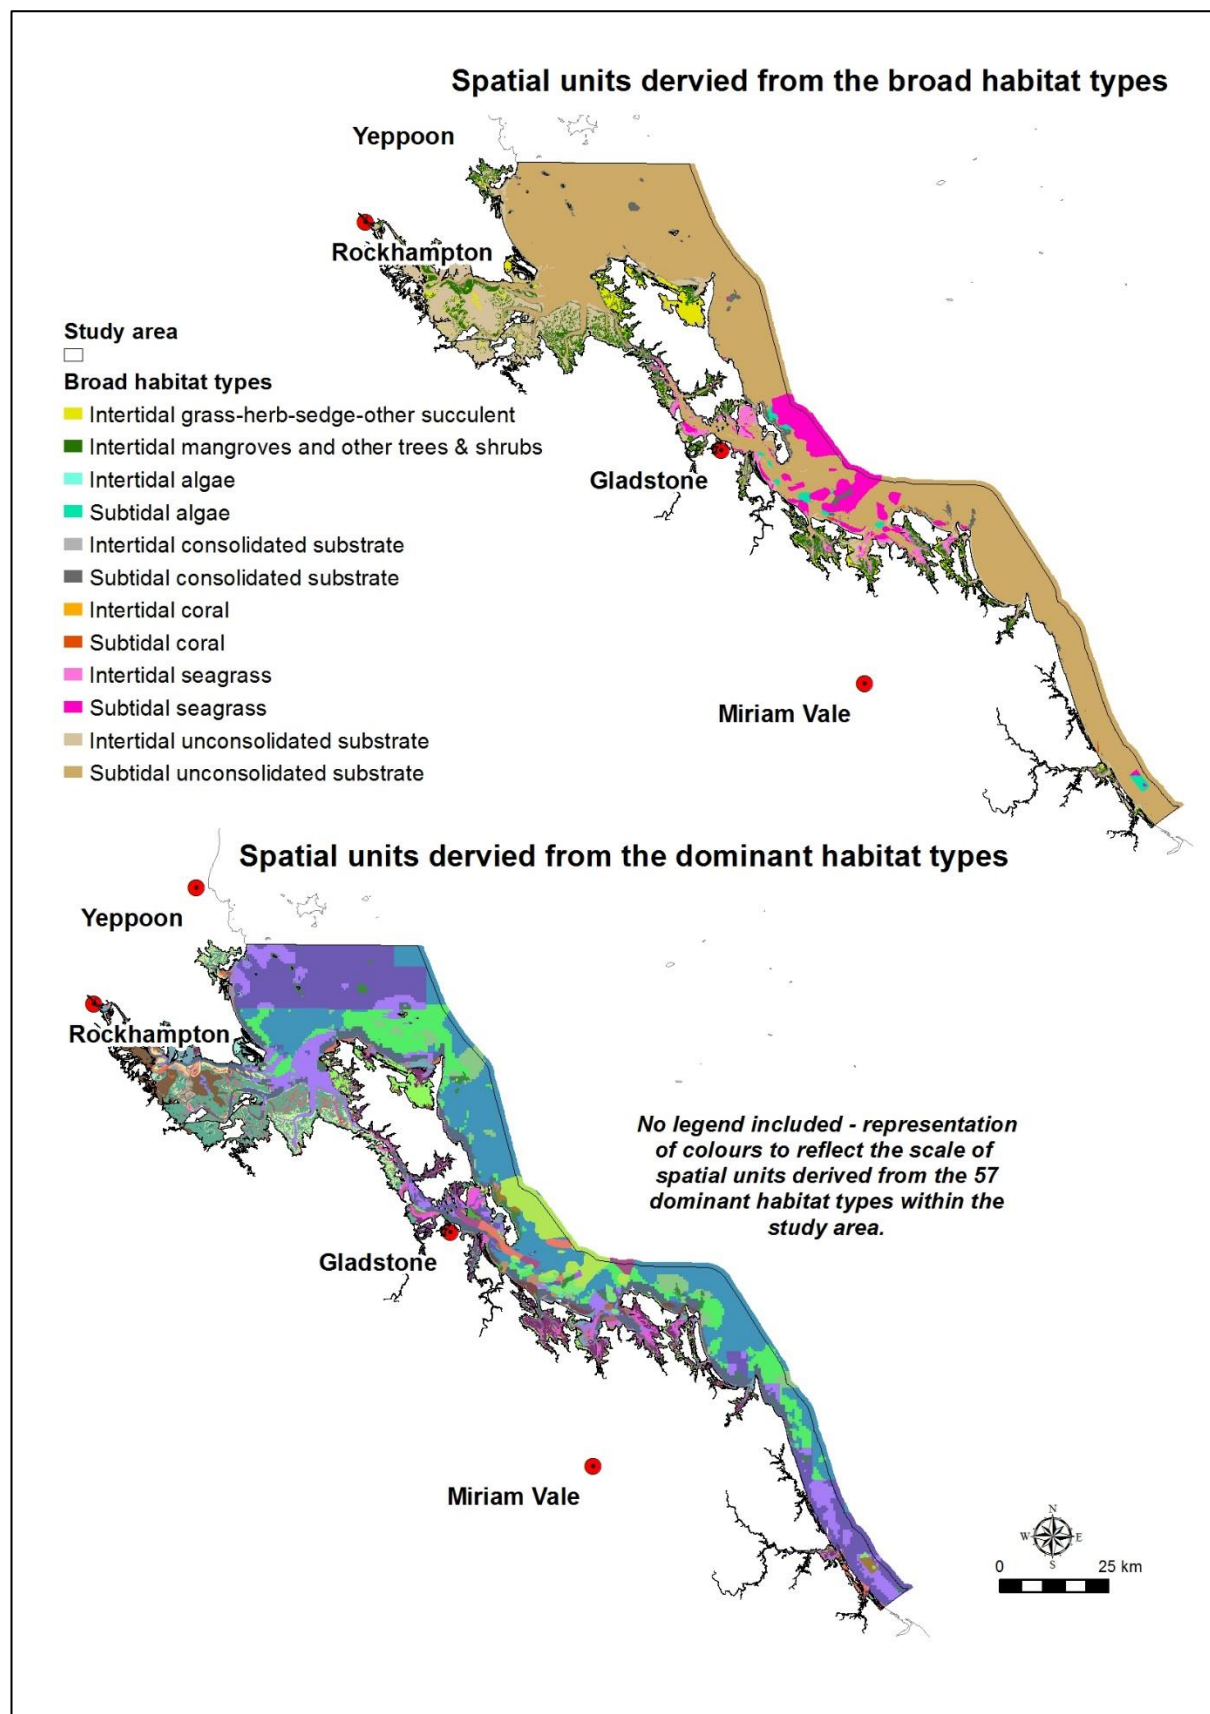 Spatial units dervied from the broad habitat types
Yeppoon
Rockhampton
Study area
Broad habitat types
Intertidal grass-herb-sedge-other succulent
Intertidal mangroves and other trees & shrubs
Intertidal algae
Subtidal algae
Intertidal consolidated substrate
Subtidal consolidated substrate
Intertidal coral
Subtidal coral
Intertidal seagrass
Subtidal seagrass
Intertidal unconsolidated substrate
Subtidal unconsolidated substrate
Gladstone
Miriam Vale
Spatial units dervied from the dominant habitat types
Yeppoon
Rockhampton
No legend included - representation
of colours to reflect the scale of
spatial units derived from the 57
dominant habitat types within the
study area.
Gladstone
Miriam Vale
N
W E
S
0 25 km